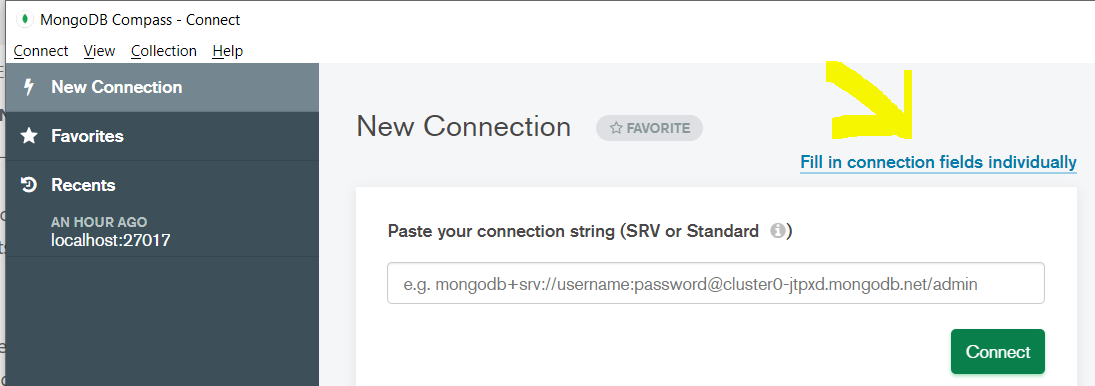 MongoDB Compass - Connect
Connect View Collection Help
New Connection
Favorites
Recents
AN HOUR AGO
localhost:27017
New Connection
FAVORITE
Fill in connection fields individually
Paste your connection string (SRV or Standard )
e.g. mongodb+srv://username:password@cluster0-jtpxd.mongodb.net/admin
Connect